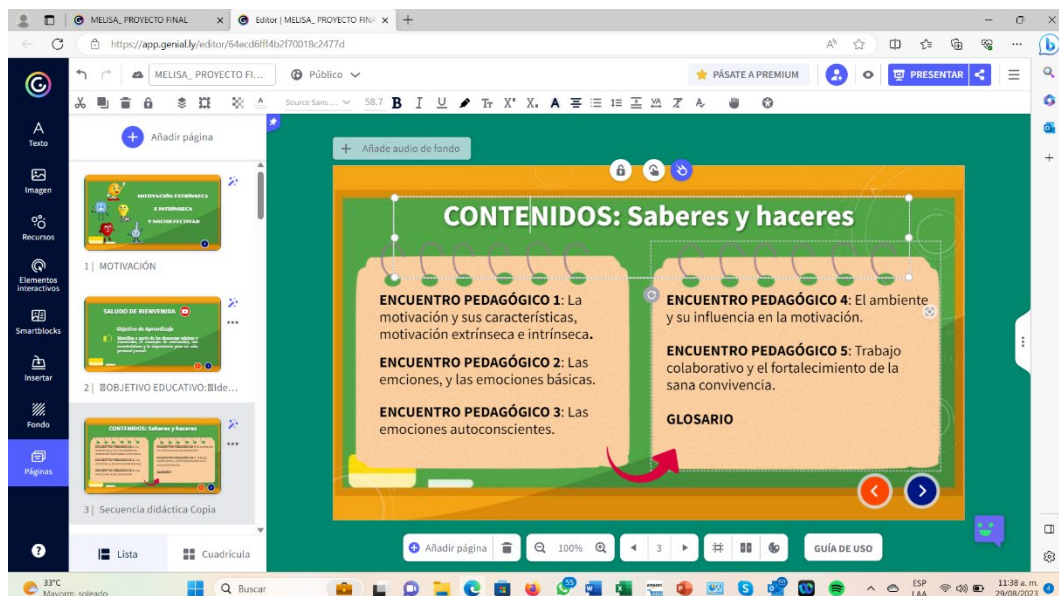 MELISA_ PROYECTO FINAL
Editor | MELISA_ PROYECTO FINA
https://app.genial.ly/editor/64ecd6fff4b2f70018c2477d
MELISA_ PROYECTO FI...
Público
PÁSATE A PREMIUM
PRESENTAR
Source Sans ...
58.7
Texto
Imagen
Recursos
Elementos
interactivos
Smartblocks
Insertar
Fondo
Páginas
Añadir página
MOTIVACIÓN EXTRÍNSECA
E INTRÍNSECA
Y SOCIOEFECTIVAD
1 | MOTIVACIÓN
SALUDO DE BIENVENIDA
Objetivo de Aprendizaje
2 | OBJETIVO EDUCATIVO: Ide...
CONTENIDOS: Saberes y haceres
3 | Secuencia didáctica Copia
Lista
Cuadrícula
Añade audio de fondo
CONTENIDOS: Saberes y haceres
ENCUENTRO PEDAGÓGICO 1: La
motivación y sus características,
motivación extrínseca e intrínseca.
ENCUENTRO PEDAGÓGICO 2: Las
emciones, y las emociones básicas.
ENCUENTRO PEDAGÓGICO 3: Las
emociones autoconscientes.
ENCUENTRO PEDAGÓGICO 4: El ambiente
y su influencia en la motivación.
ENCUENTRO PEDAGÓGICO 5: Trabajo
colaborativo y el fortalecimiento de la
sana convivencia.
GLOSARIO
Añadir página
100%
3
GUÍA DE USO
33°C
Mayorm. soleado
Buscar
99
ESP
LAA
11:38 a. m.
29/08/2023